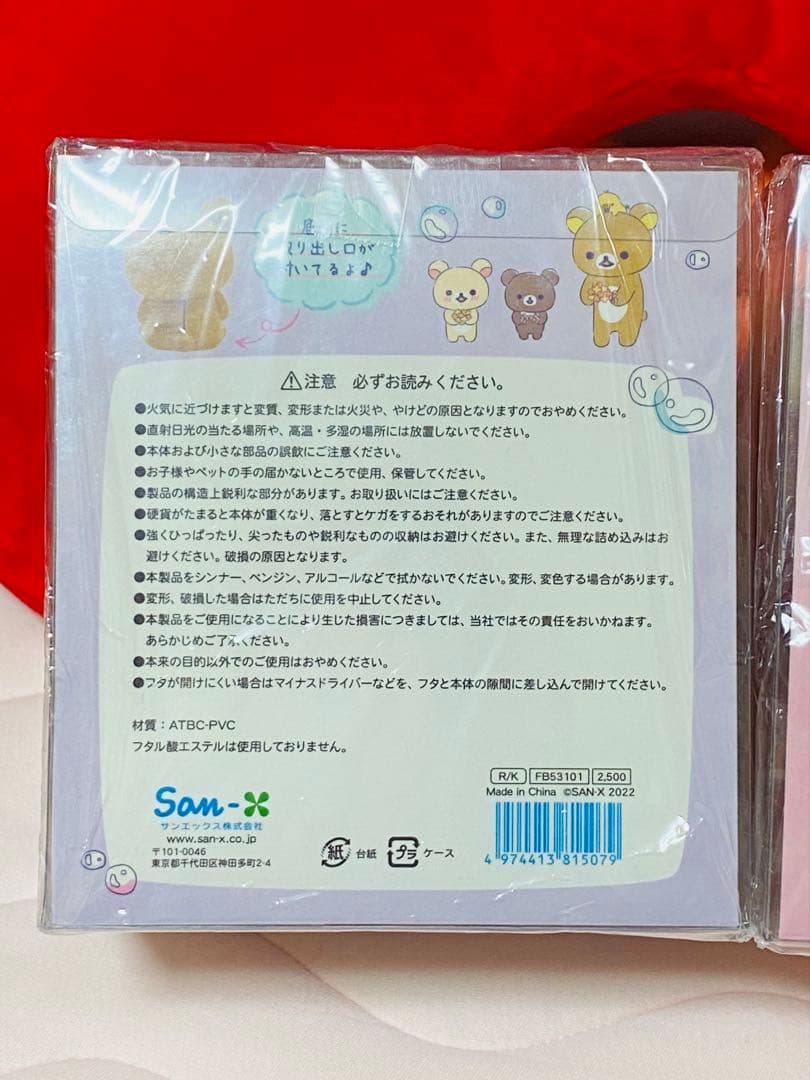 取り出し口が
付いてるよ♪
⚠注意 必ずお読みください。
●火気に近づけますと変質、変形または火災や、やけどの原因となりますのでおやめください。
●直射日光の当たる場所や、高温・多湿の場所には放置しないでください。
●本体および小さな部品の誤飲にご注意ください。
●お子様やペットの手の届かないところで使用、保管してください。
●製品の構造上鋭利な部分があります。お取り扱いにはご注意ください。
●硬貨がたまると本体が重くなり、落とすとケガをするおそれがありますのでご注意ください。
●強くひっぱったり、尖ったものや鋭利なものの収納はお避けください。また、無理な詰め込みはお
避けください。破損の原因となります。
●本製品をシンナー、ベンジン、アルコールなどで拭かないでください。変形、変色する場合があります。
●変形、破損した場合はただちに使用を中止してください。
●本製品をご使用になることにより生じた損害につきましては、当社ではその責任をおいかねます。
あらかじめご了承ください。
●本来の目的以外でのご使用はおやめください。
●フタが開けにくい場合はマイナスドライバーなどを、フタと本体の隙間に差し込んで開けてください。
材質：ATBC-PVC
フタル酸エステルは使用しておりません。
R/K FB53101 2,500
Made in China ©SAN-X 2022
San-X
サンエックス株式会社
www.san-x.co.jp
〒101-0046
東京都千代田区神田多町2-4
紙 台紙 プラ ケース
4 974413 815079